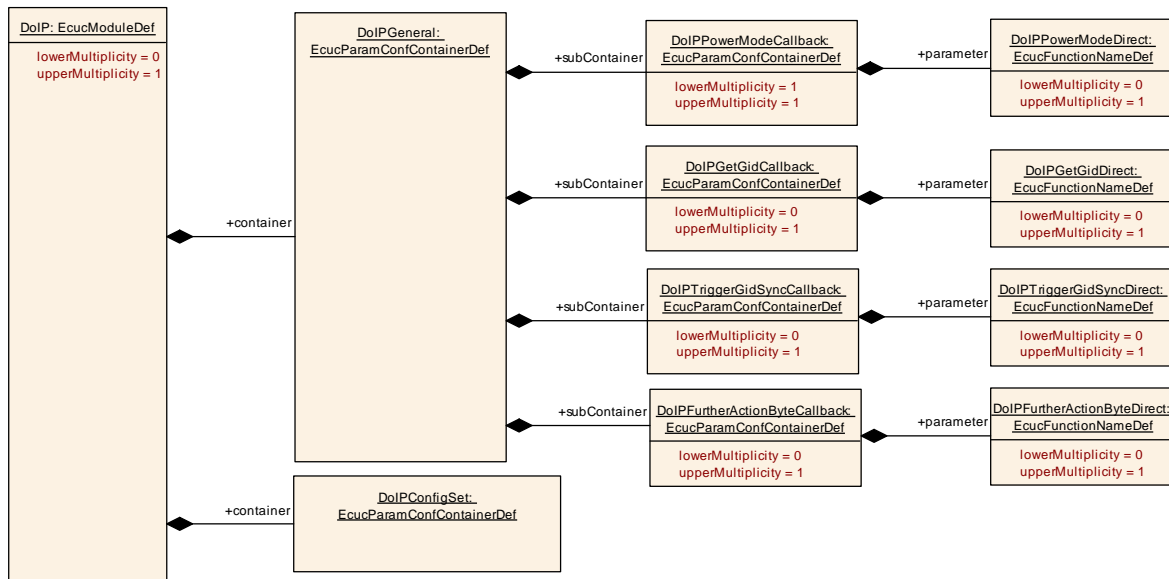 DoIP: EcucModuleDef
lowerMultiplicity = 0
upperMultiplicity = 1
+container
DoIPGeneral:
EcucParamConfContainerDef
+subContainer
DoIPPowerModeCallback:
EcucParamConfContainerDef
lowerMultiplicity = 1
upperMultiplicity = 1
+parameter
DoIPPowerModeDirect:
EcucFunctionNameDef
lowerMultiplicity = 0
upperMultiplicity = 1
+subContainer
DoIPGetGidCallback:
EcucParamConfContainerDef
lowerMultiplicity = 0
upperMultiplicity = 1
+parameter
DoIPGetGidDirect:
EcucFunctionNameDef
lowerMultiplicity = 0
upperMultiplicity = 1
+subContainer
DoIPTriggerGidSyncCallback:
EcucParamConfContainerDef
lowerMultiplicity = 0
upperMultiplicity = 1
+parameter
DoIPTriggerGidSyncDirect:
EcucFunctionNameDef
lowerMultiplicity = 0
upperMultiplicity = 1
+subContainer
DoIPFurtherActionByteCallback:
EcucParamConfContainerDef
lowerMultiplicity = 0
upperMultiplicity = 1
+parameter
DoIPFurtherActionByteDirect:
EcucFunctionNameDef
lowerMultiplicity = 0
upperMultiplicity = 1
+container
DoIPConfigSet:
EcucParamConfContainerDef